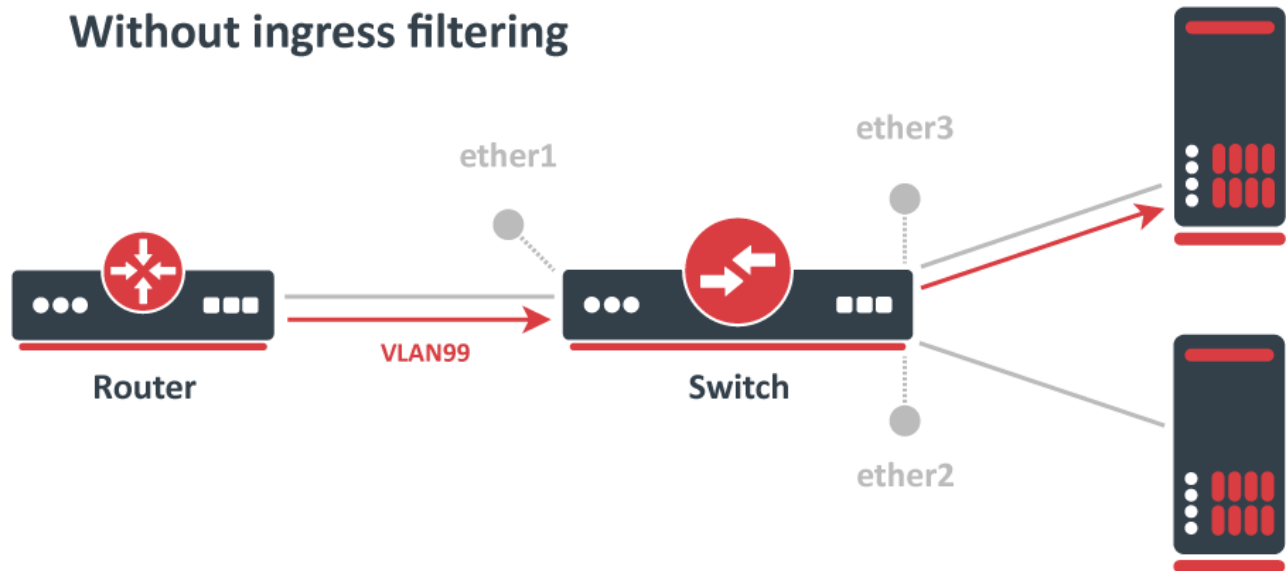 Without ingress filtering
ether3
ether1
VLAN99
Router
Switch
ether2